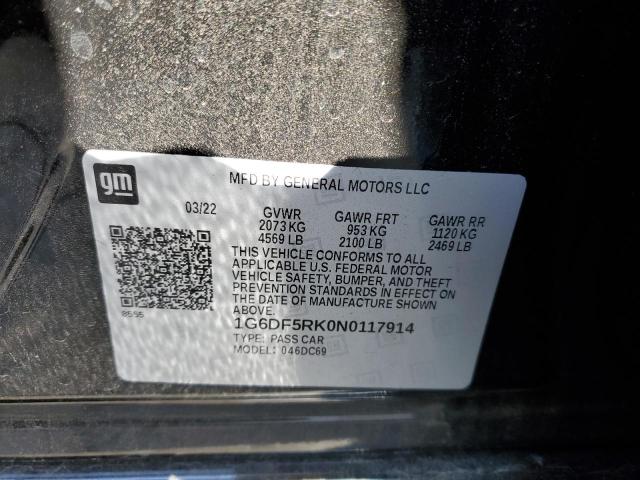 gm
MFD BY GENERAL MOTORS LLC
03/22 GVWR GAWR FRT GAWR RR
2073 KG 953 KG 1120 KG
4569 LB 2100 LB 2469 LB
THIS VEHICLE CONFORMS TO ALL
APPLICABLE U.S. FEDERAL MOTOR
VEHICLE SAFETY, BUMPER, AND THEFT
PREVENTION STANDARDS IN EFFECT ON
THE DATE OF MANUFACTURE SHOWN
ABOVE.
8595
1G6DF5RK0N0117914
TYPE: PASS CAR
MODEL: 046DC69